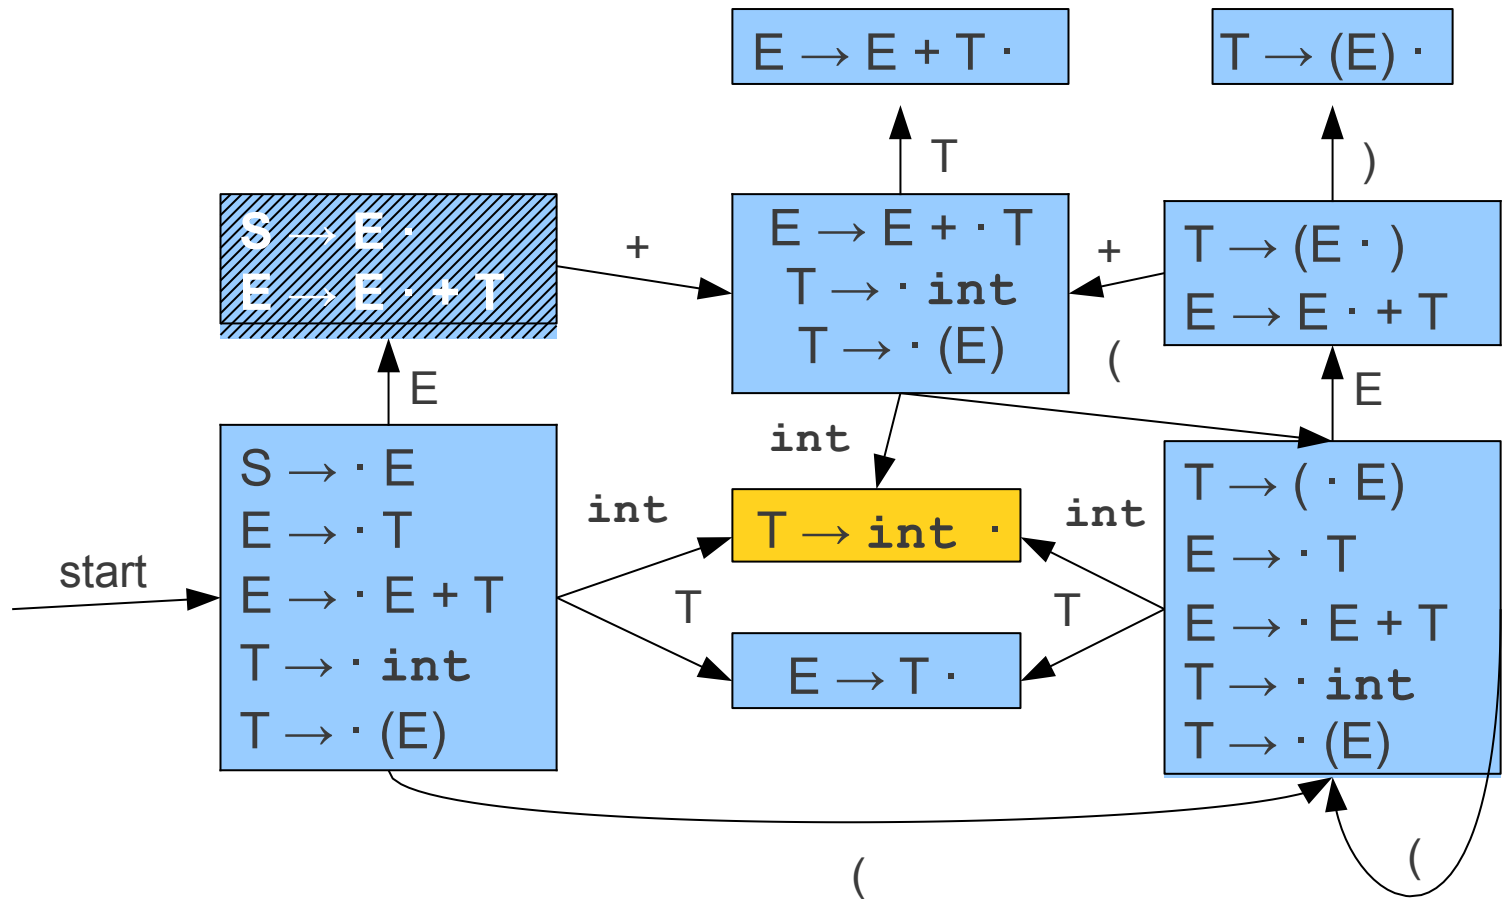 E → E + T ·
T → (E) ·
T
)
S → E ·
E → E · + T
+
E → E + · T
T → · int
T → · (E)
+
T → (E · )
E → E · + T
(
E
E
int
S → · E
E → · T
E → · E + T
T → · int
T → · (E)
start
int
T → int ·
int
T
T
E → T ·
T → ( · E)
E → · T
E → · E + T
T → · int
T → · (E)
(
(